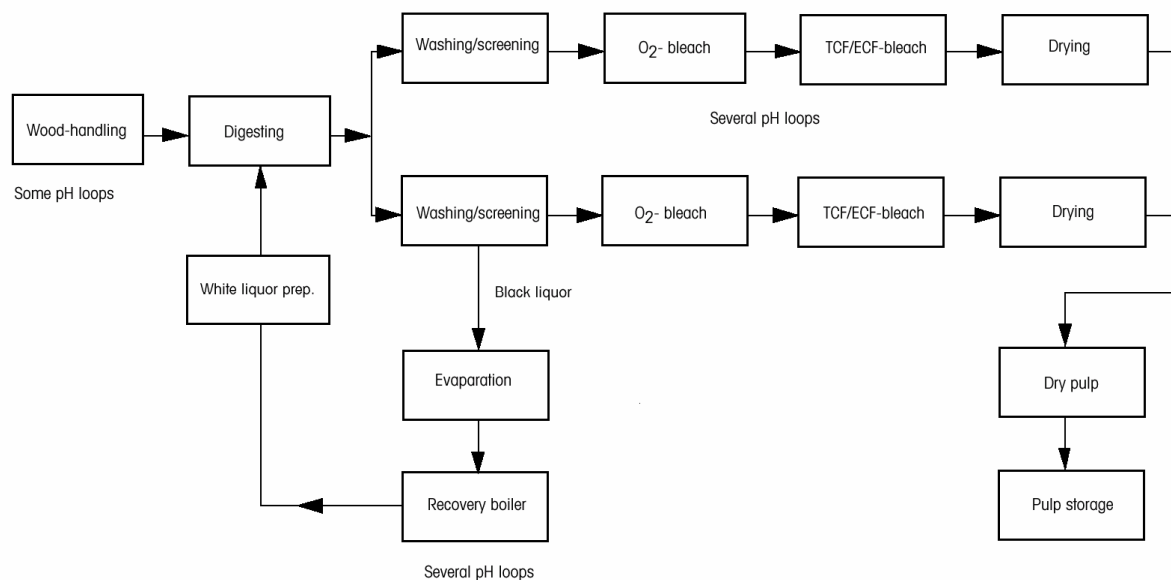 Washing/screening
O2- bleach
TCF/ECF-bleach
Drying
Wood-handling
Digesting
Several pH loops
Some pH loops
Washing/screening
O2- bleach
TCF/ECF-bleach
Drying
White liquor prep.
Black liquor
Evaparation
Dry pulp
Recovery boiler
Pulp storage
Several pH loops